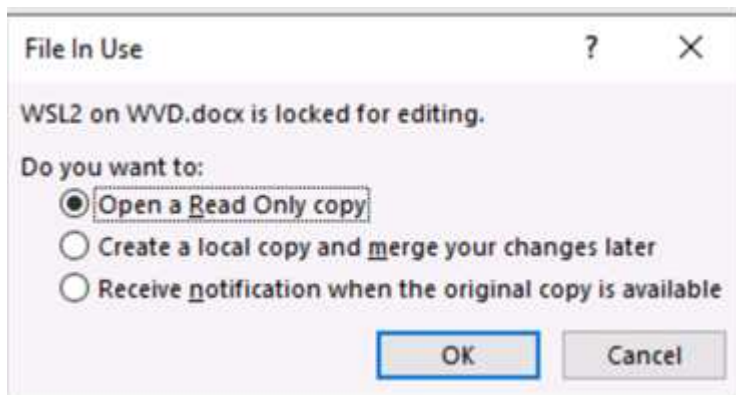 File In Use ? X
WSL2 on WVD.docx is locked for editing.
Do you want to:
Open a Read Only copy
Create a local copy and merge your changes later
Receive notification when the original copy is available
OK Cancel